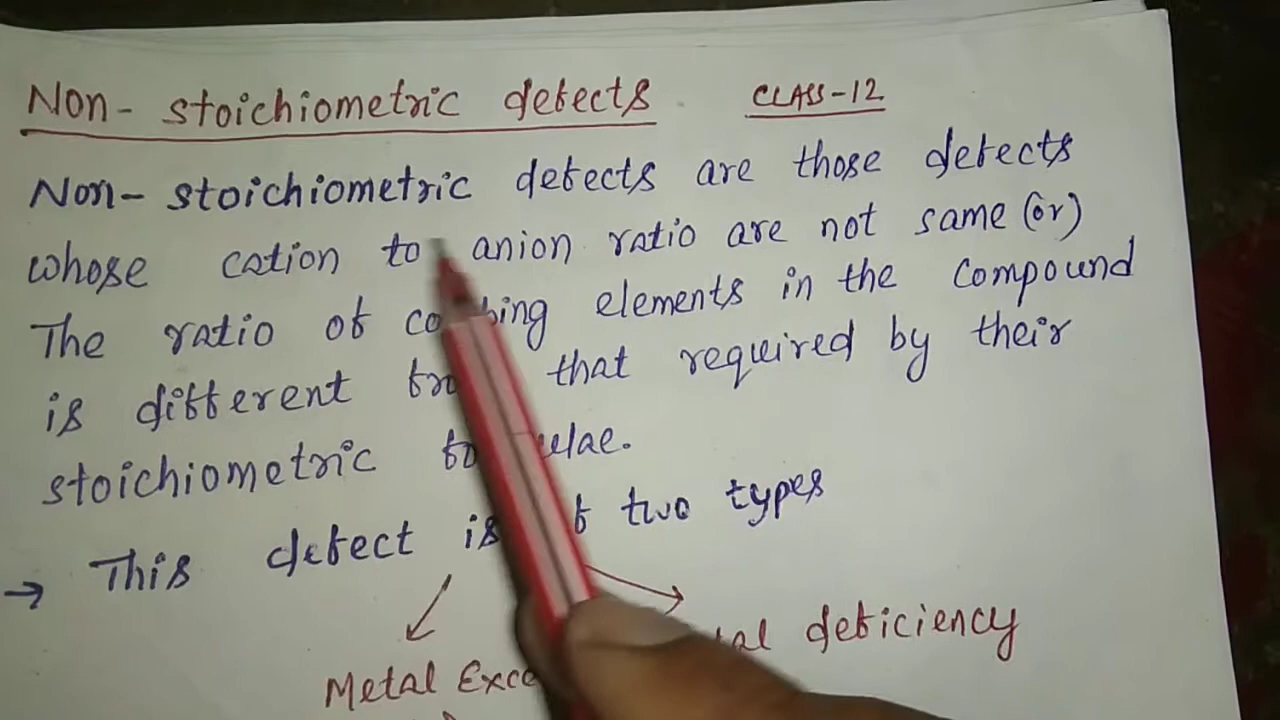 Non- stoichiometric defects CLASS-12
Non- stoichiometric defects are those defects
whose cation to anion ratio are not same (or)
The ratio of elements in the compound
is different that required by their
stoichiometric
→ This defect is two types
Metal deficiency